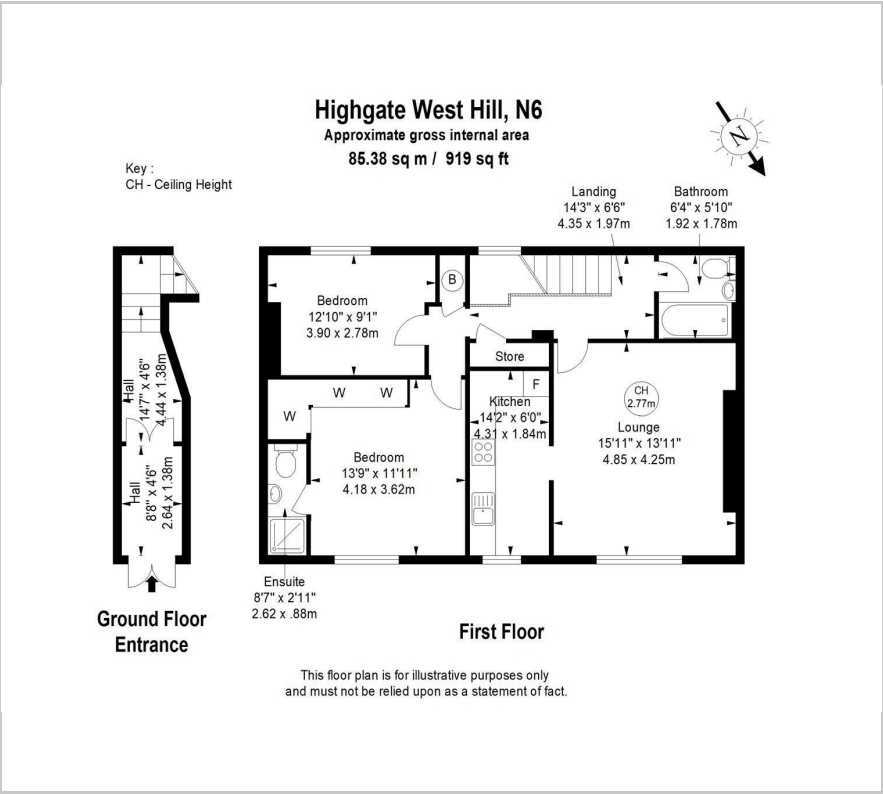 Highgate West Hill, N6
Approximate gross internal area
85.38 sq m / 919 sq ft
N
Key :
CH - Ceiling Height
Landing
14'3" x 6'6"
4.35 x 1.97m
Bathroom
6'4" x 5'10"
1.92 x 1.78m
B
Bedroom
12'10" x 9'1"
3.90 x 2.78m
Store
F
W
W
W
Kitchen
14'2" x 6'0"
4.31 x 1.84m
CH
2.77m
Lounge
15'11" x 13'11"
4.85 x 4.25m
Hall
14'7" x 4'6"
4.44 x 1.38m
Bedroom
13'9" x 11'11"
4.18 x 3.62m
Hall
8'8" x 4'6"
2.64 x 1.38m
Ensuite
8'7" x 2'11"
2.62 x .88m
Ground Floor
Entrance
First Floor
This floor plan is for illustrative purposes only
and must not be relied upon as a statement of fact.